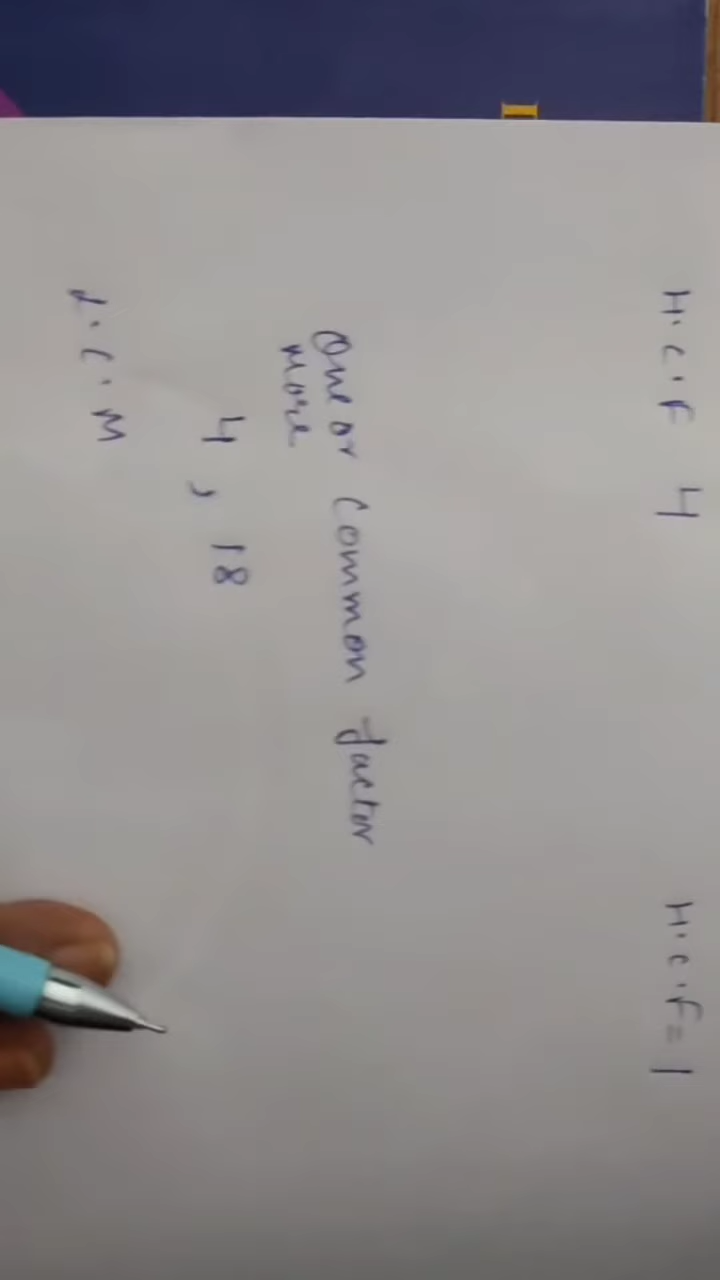 H.C.F 4 H.C.F = 1
One or Common factor
more
4, 18
L.C.M